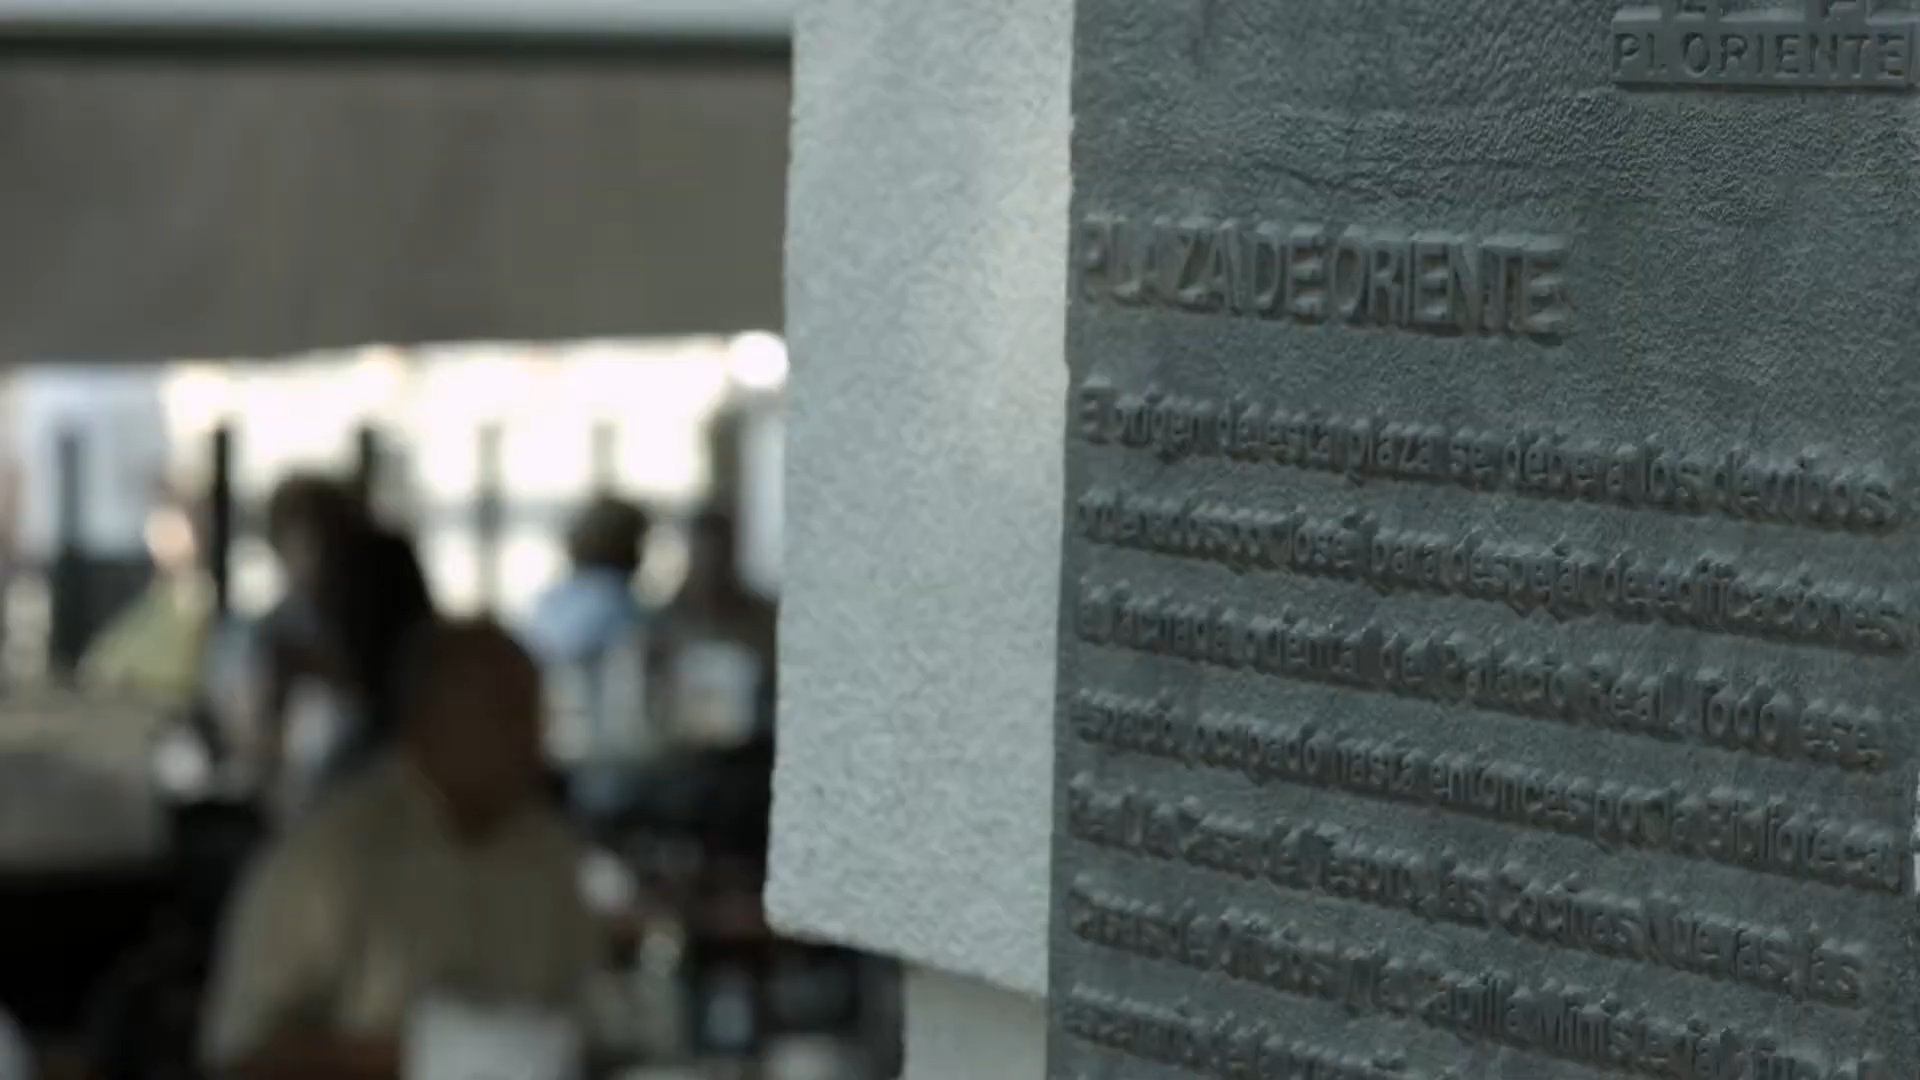 PL. ORIENTE
PLAZA DE ORIENTE
El origen de esta plaza se debe a los derribos
ordenados por José para despejar de edificaciones
la fachada oriental del Palacio Real. Todo ese
espacio, ocupado hasta entonces por la Biblioteca
Real, la Casa del Tesoro, las Cocinas Nuevas, las
de Oficios y la Capilla